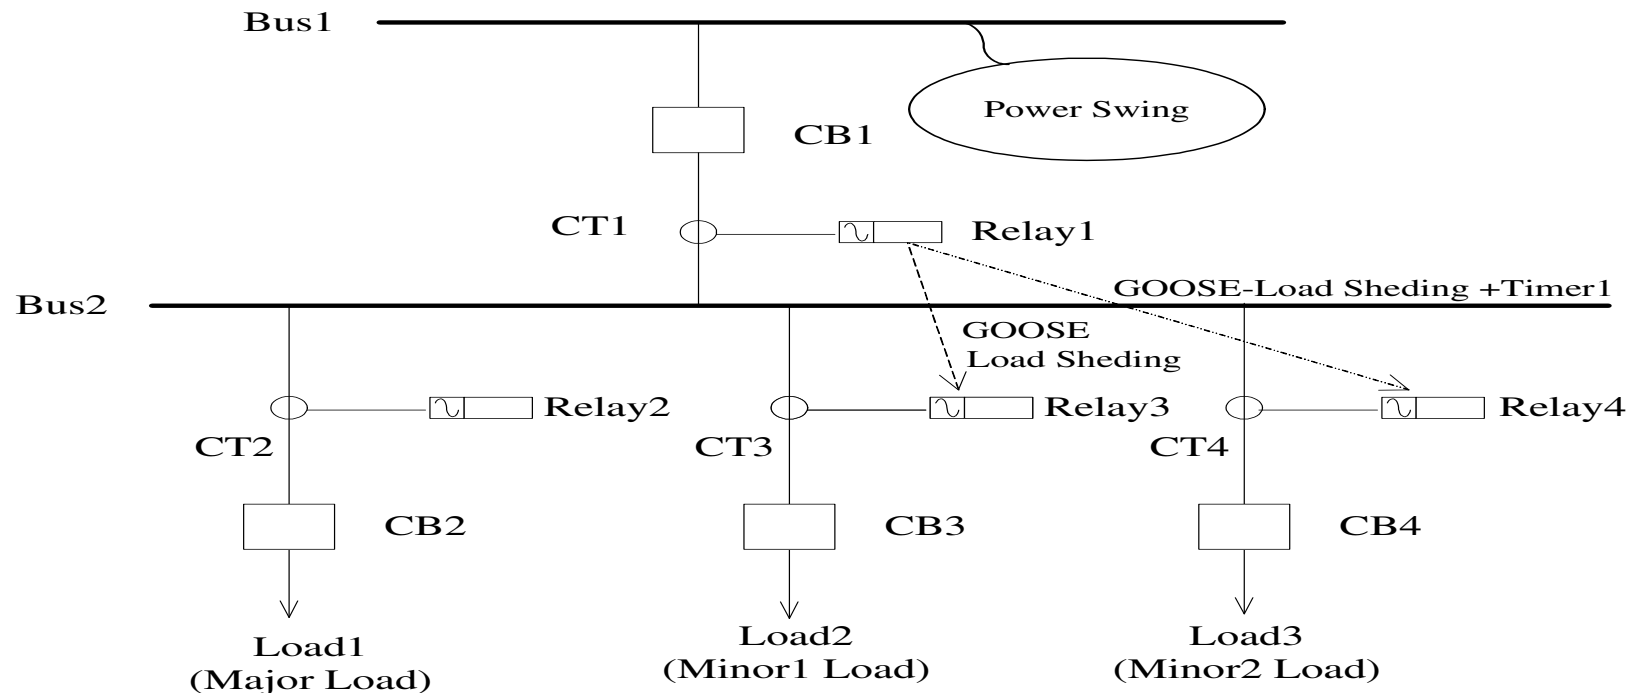 Bus1
Power Swing
CB1
CT1
Relay1
GOOSE-Load Sheding +Timer1
Bus2
GOOSE
Load Sheding
Relay2
Relay3
Relay4
CT2
CT3
CT4
CB2
CB3
CB4
Load1
(Major Load)
Load2
(Minor1 Load)
Load3
(Minor2 Load)